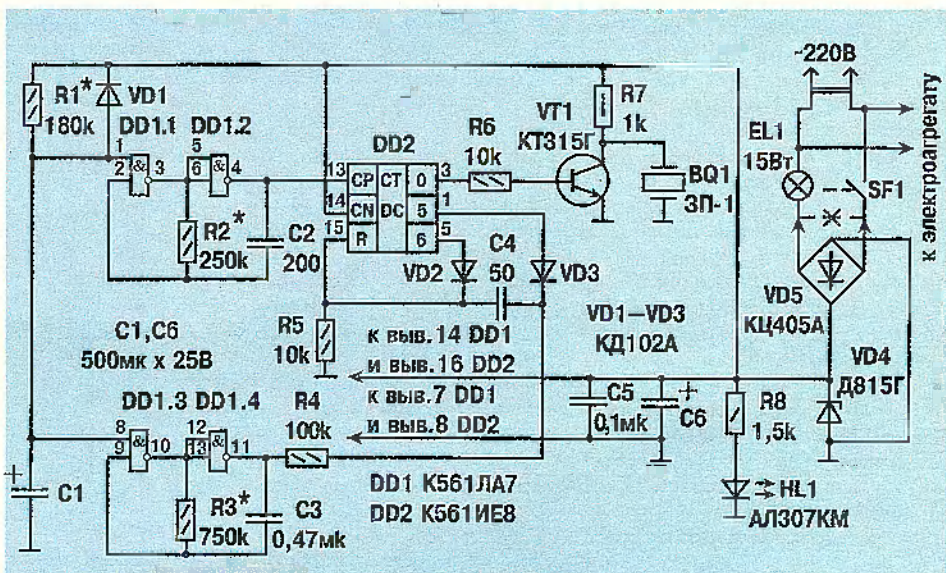 ~220В
R1*
180k
VD1
DD1.1 DD1.2
1
2
&
3
5
6
&
4
R2*
250k
C2
200
DD2
13
14
15
CP
CN
R
CT
DC
0
5
6
3
1
5
R6
10k
VT1
КТ315Г
R7
1k
BQ1
ЗП-1
EL1
15Вт
SF1
к электроагрегату
VD2
C4
50
VD3
R5
10k
VD5
КЦ405А
C1,C6
500мк x 25В
к выв.14 DD1
и выв.16 DD2
к выв.7 DD1
и выв.8 DD2
VD1–VD3
КД102А
VD4
Д815Г
DD1.3 DD1.4
8
9
&
10
12
13
&
11
R4
100k
C5
0,1мк
+
C6
R8
1,5k
+
C1
R3*
750k
C3
0,47мк
DD1 К561ЛА7
DD2 К561ИЕ8
HL1
АЛ307КМ